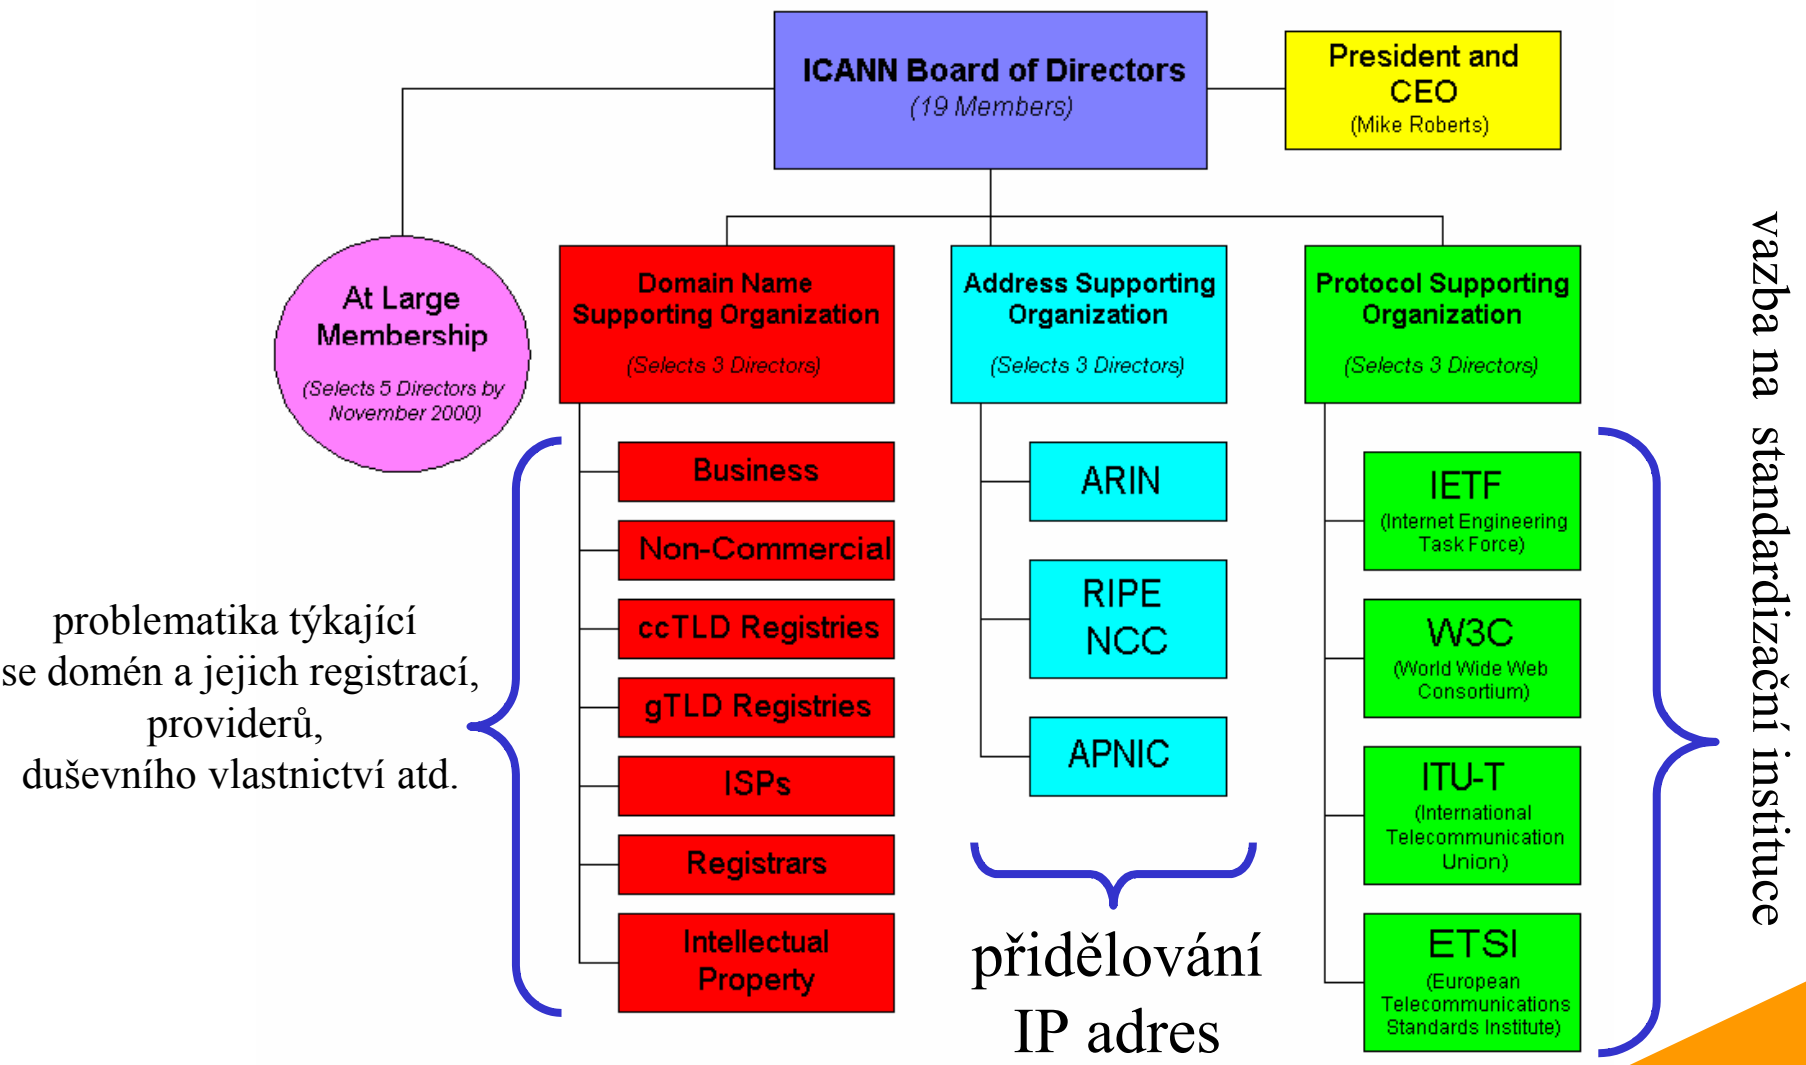 ICANN Board of Directors
(19 Members)
President and
CEO
(Mike Roberts)
At Large
Membership
(Selects 5 Directors by
November 2000)
Domain Name
Supporting Organization
(Selects 3 Directors)
Business
Non-Commercial
ccTLD Registries
gTLD Registries
ISPs
Registrars
Intellectual
Property
Address Supporting
Organization
(Selects 3 Directors)
ARIN
RIPE
NCC
APNIC
Protocol Supporting
Organization
(Selects 3 Directors)
IETF
(Internet Engineering
Task Force)
W3C
(World Wide Web
Consortium)
ITU-T
(International
Telecommunication
Union)
ETSI
(European
Telecommunications
Standards Institute)
problematika týkající
se domén a jejich registrací,
providerů,
duševního vlastnictví atd.
přidělování
IP adres
vazba na standardizační instituce